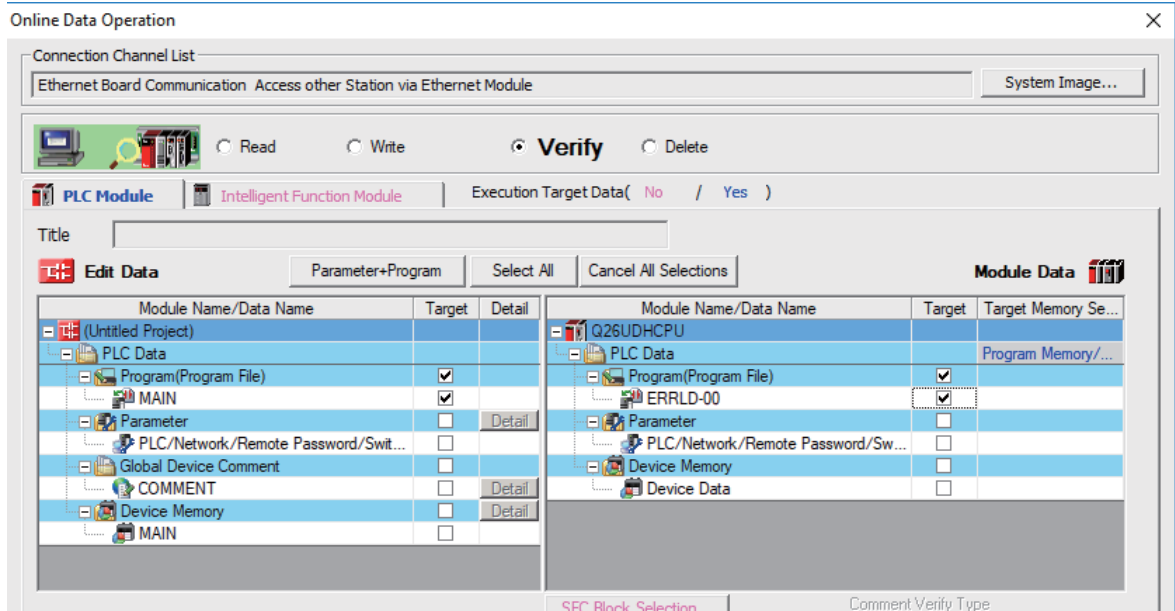 Online Data Operation
Connection Channel List
Ethernet Board Communication Access other Station via Ethernet Module
System Image...
Read
Write
Verify
Delete
PLC Module
Intelligent Function Module
Execution Target Data( No / Yes )
Title
Edit Data
Parameter+Program
Select All
Cancel All Selections
Module Data
Module Name/Data Name Target Detail
(Untitled Project)
PLC Data
Program(Program File)
MAIN
Parameter Detail
PLC/Network/Remote Password/Swit...
Global Device Comment
COMMENT Detail
Device Memory Detail
MAIN
Module Name/Data Name Target Target Memory Se...
Q26UDHCPU
PLC Data Program Memory/...
Program(Program File)
ERRLD-00
Parameter
PLC/Network/Remote Password/Sw...
Device Memory
Device Data
SFC Block Selection...
Comment Verify Type